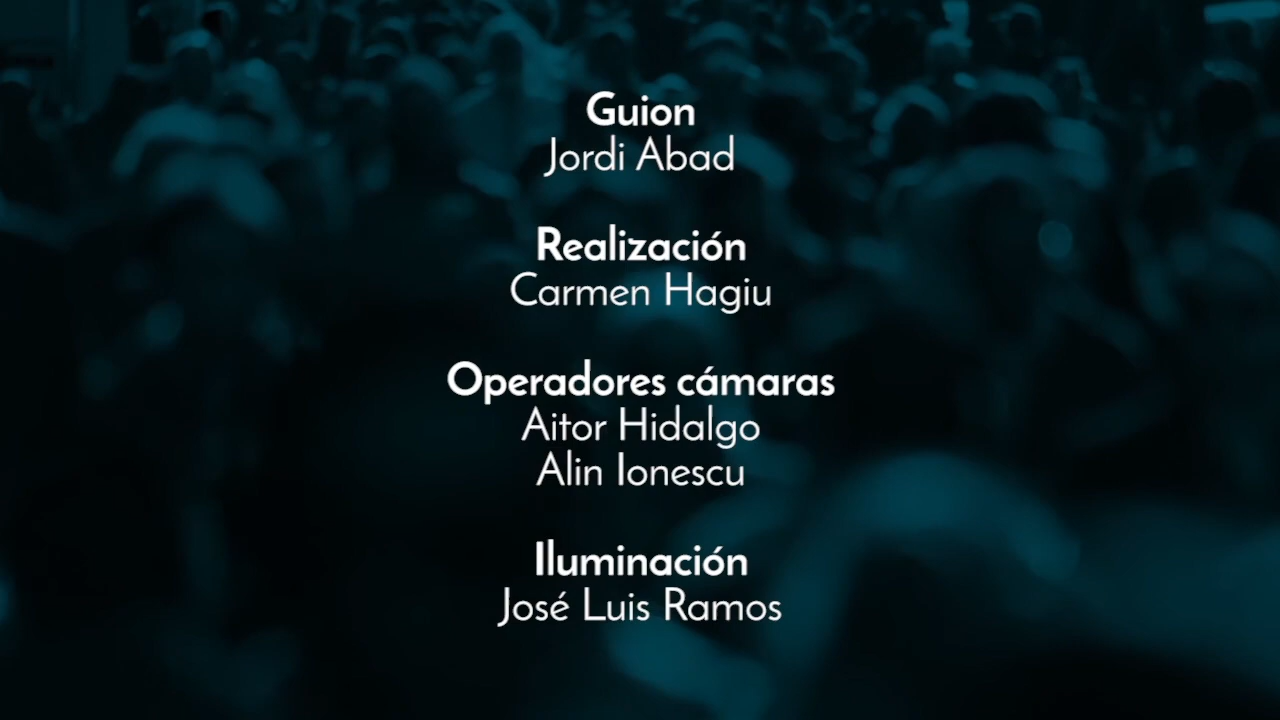 Guion
Jordi Abad
Realización
Carmen Hagiu
Operadores cámaras
Aitor Hidalgo
Alin Ionescu
Iluminación
José Luis Ramos